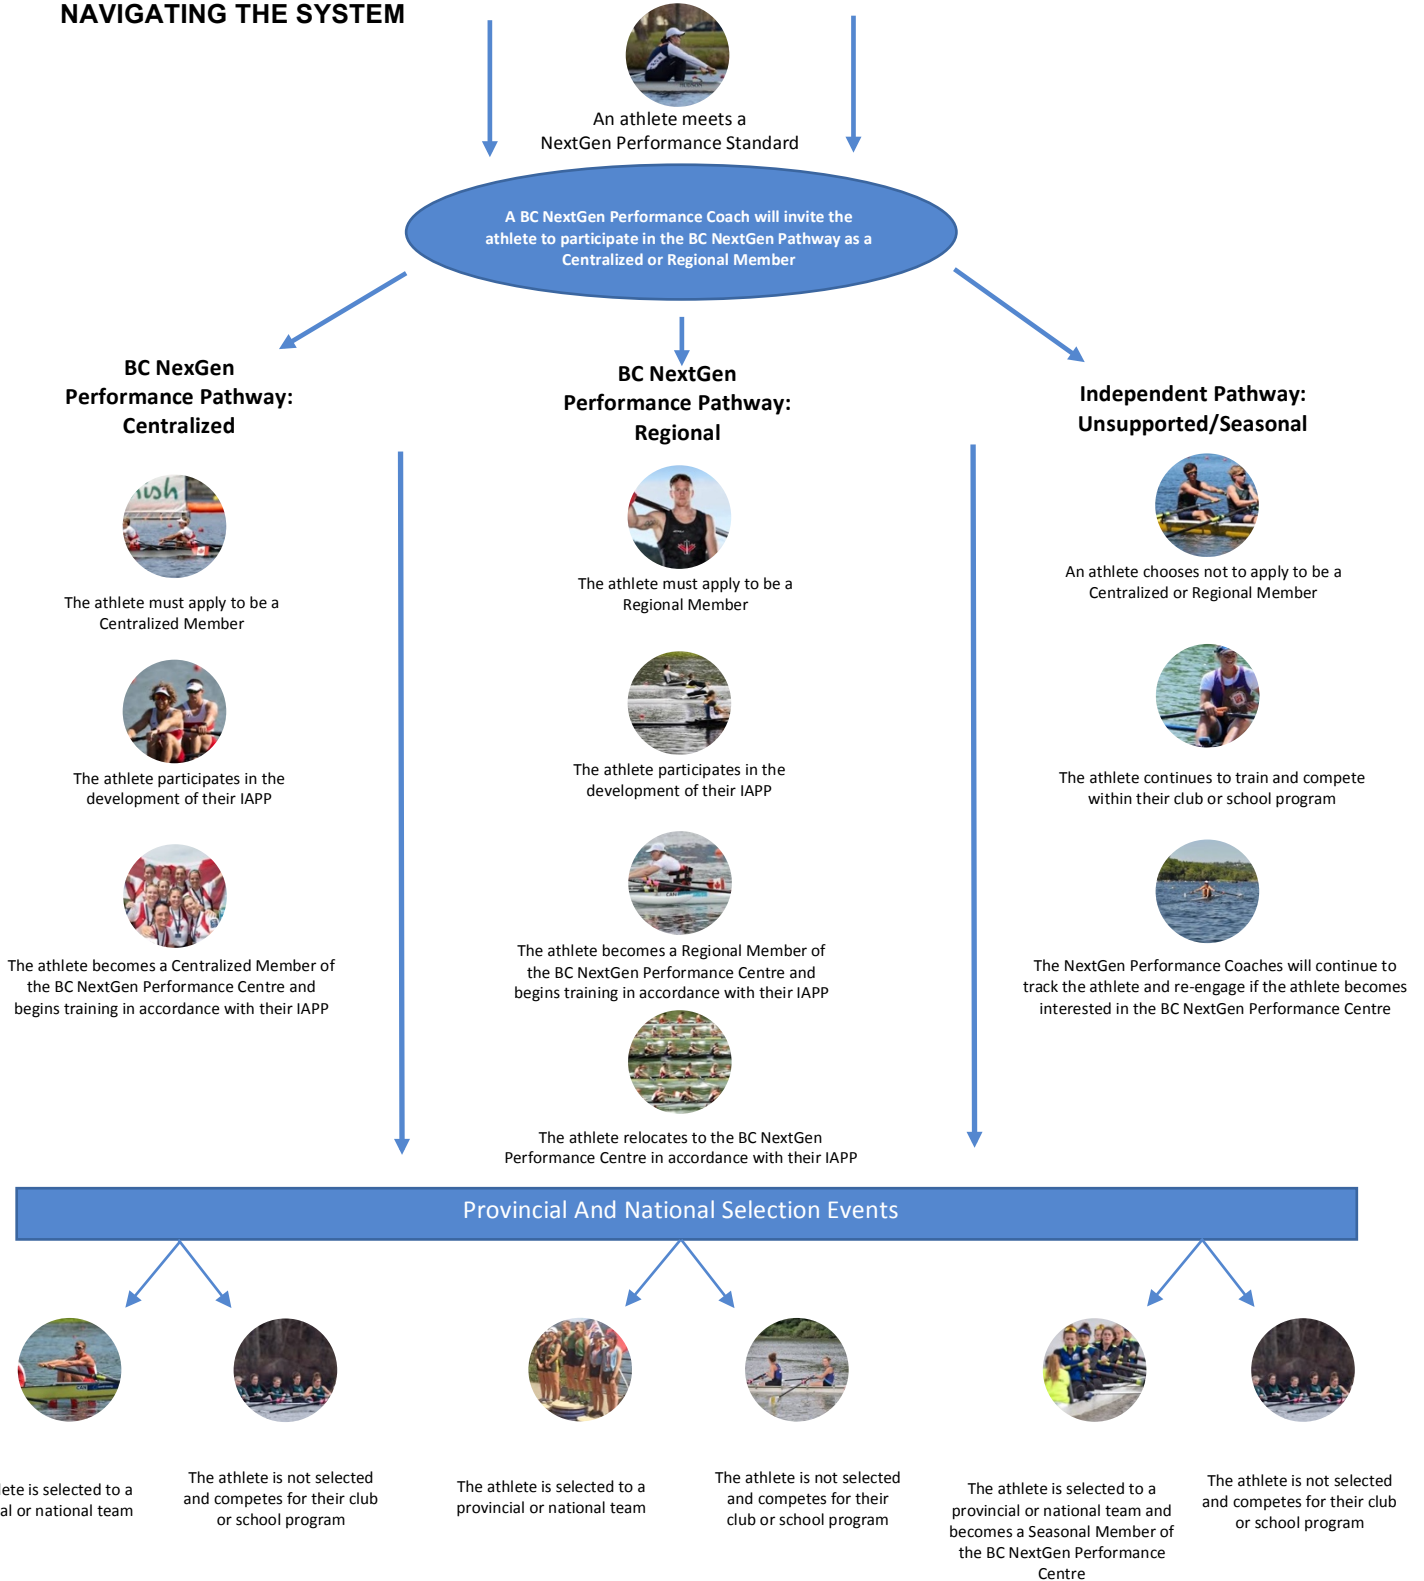 NAVIGATING THE SYSTEM
An athlete meets a
NextGen Performance Standard
A BC NextGen Performance Coach will invite the
athlete to participate in the BC NextGen Pathway as a
Centralized or Regional Member
BC NexGen
Performance Pathway:
Centralized
The athlete must apply to be a
Centralized Member
The athlete participates in the
development of their IAPP
The athlete becomes a Centralized Member of
the BC NextGen Performance Centre and
begins training in accordance with their IAPP
BC NextGen
Performance Pathway:
Regional
The athlete must apply to be a
Regional Member
The athlete participates in the
development of their IAPP
The athlete becomes a Regional Member of
the BC NextGen Performance Centre and
begins training in accordance with their IAPP
The athlete relocates to the BC NextGen
Performance Centre in accordance with their IAPP
Independent Pathway:
Unsupported/Seasonal
An athlete chooses not to apply to be a
Centralized or Regional Member
The athlete continues to train and compete
within their club or school program
The NextGen Performance Coaches will continue to
track the athlete and re-engage if the athlete becomes
interested in the BC NextGen Performance Centre
Provincial And National Selection Events
lete is selected to a
al or national team
The athlete is not selected
and competes for their club
or school program
The athlete is selected to a
provincial or national team
The athlete is not selected
and competes for their
club or school program
The athlete is selected to a
provincial or national team and
becomes a Seasonal Member of
the BC NextGen Performance
Centre
The athlete is not selected
and competes for their club
or school program